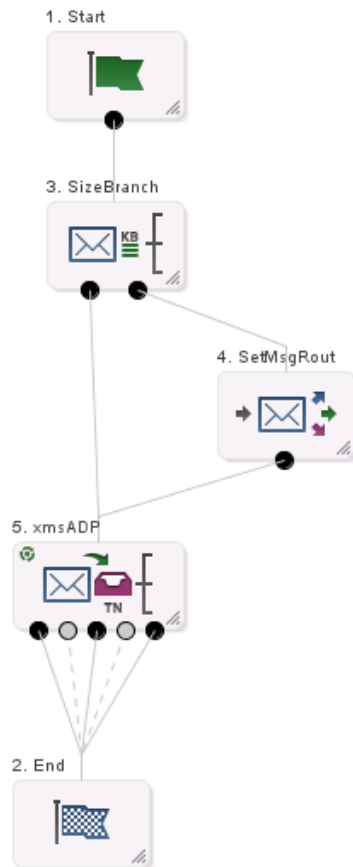 1. Start
3. SizeBranch
KB
4. SetMsgRout
5. xmsADP
TN
2. End